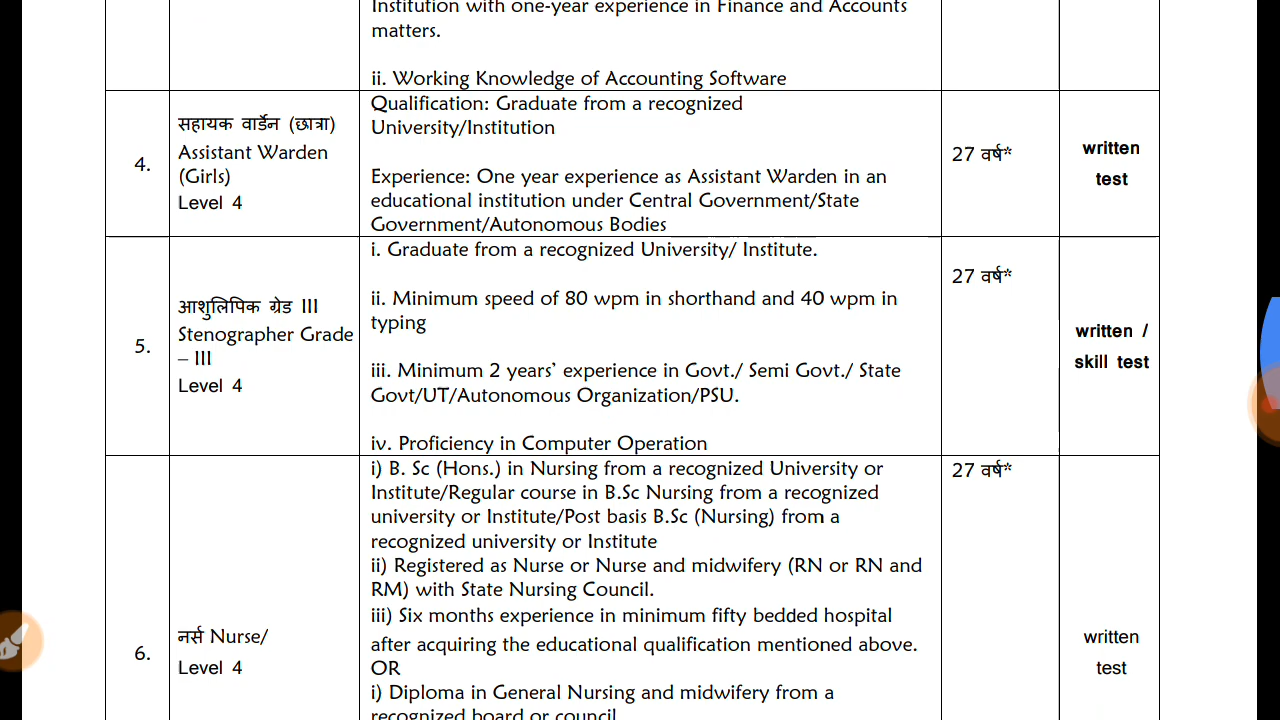 Institution with one-year experience in Finance and Accounts
matters.
ii. Working Knowledge of Accounting Software
4.
सहायक वार्डेन (छात्रा)
Assistant Warden
(Girls)
Level 4
Qualification: Graduate from a recognized
University/Institution
Experience: One year experience as Assistant Warden in an
educational institution under Central Government/State
Government/Autonomous Bodies
27 वर्ष*
written
test
5.
आशुलिपिक ग्रेड III
Stenographer Grade
– III
Level 4
i. Graduate from a recognized University/ Institute.
ii. Minimum speed of 80 wpm in shorthand and 40 wpm in
typing
iii. Minimum 2 years’ experience in Govt./ Semi Govt./ State
Govt/UT/Autonomous Organization/PSU.
iv. Proficiency in Computer Operation
27 वर्ष*
written /
skill test
6.
नर्स Nurse/
Level 4
i) B. Sc (Hons.) in Nursing from a recognized University or
Institute/Regular course in B.Sc Nursing from a recognized
university or Institute/Post basis B.Sc (Nursing) from a
recognized university or Institute
ii) Registered as Nurse or Nurse and midwifery (RN or RN and
RM) with State Nursing Council.
iii) Six months experience in minimum fifty bedded hospital
after acquiring the educational qualification mentioned above.
OR
i) Diploma in General Nursing and midwifery from a
recognized board or council
27 वर्ष*
written
test